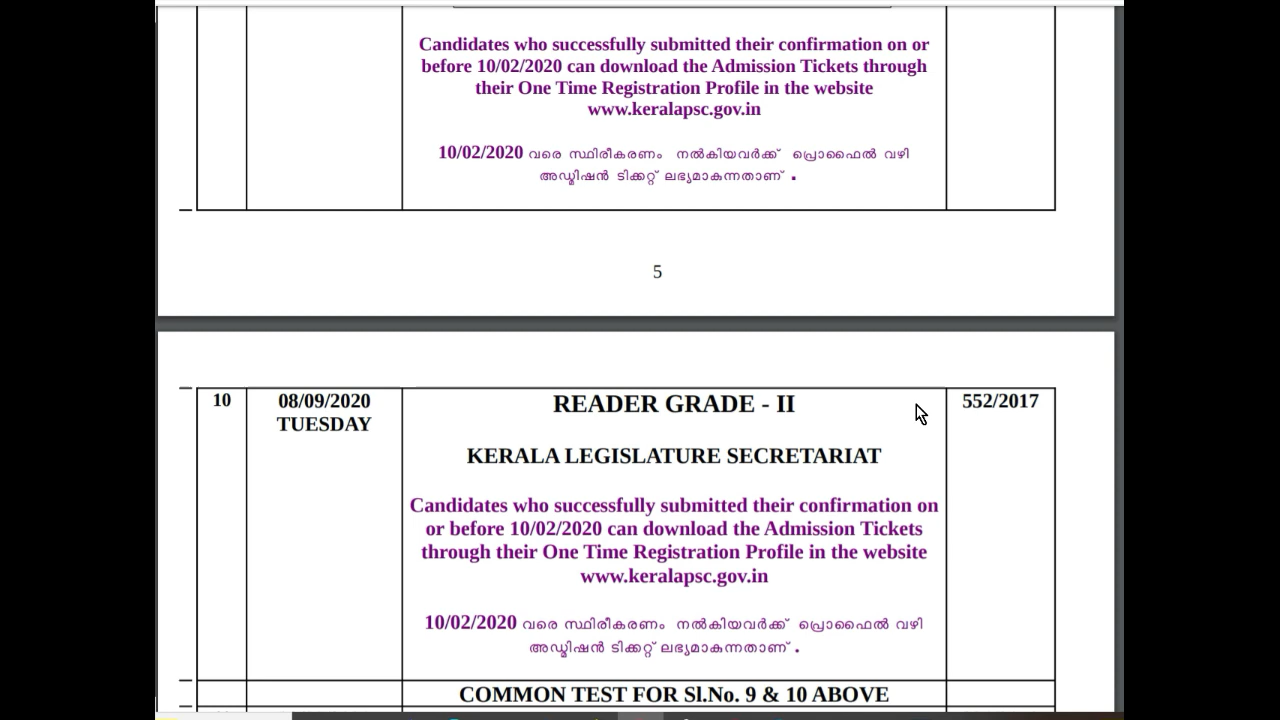 Candidates who successfully submitted their confirmation on or
before 10/02/2020 can download the Admission Tickets through
their One Time Registration Profile in the website
www.keralapsc.gov.in
10/02/2020 വരെ സ്ഥിരീകരണം നൽകിയവർക്ക് പ്രൊഫൈൽ വഴി
അഡ്മിഷൻ ടിക്കറ്റ് ലഭ്യമാകുന്നതാണ് .
5
10
08/09/2020
TUESDAY
READER GRADE - II
552/2017
KERALA LEGISLATURE SECRETARIAT
Candidates who successfully submitted their confirmation on
or before 10/02/2020 can download the Admission Tickets
through their One Time Registration Profile in the website
www.keralapsc.gov.in
10/02/2020 വരെ സ്ഥിരീകരണം നൽകിയവർക്ക് പ്രൊഫൈൽ വഴി
അഡ്മിഷൻ ടിക്കറ്റ് ലഭ്യമാകുന്നതാണ് .
COMMON TEST FOR Sl.No. 9 & 10 ABOVE